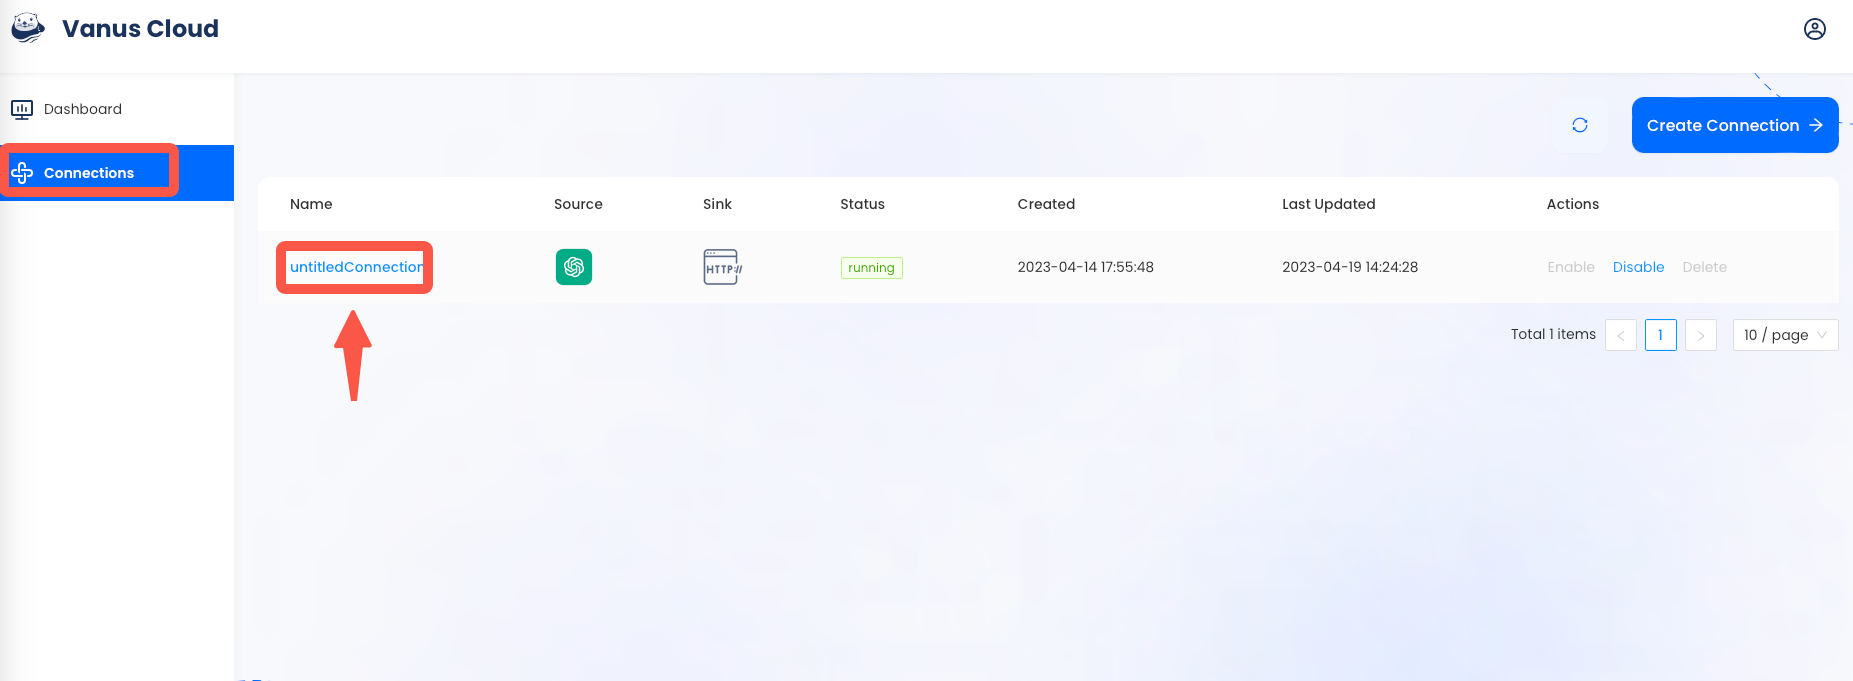 Vanus Cloud
Dashboard
Connections
Create Connection
Name Source Sink Status Created Last Updated Actions
untitledConnection HTTP:// running 2023-04-14 17:55:48 2023-04-19 14:24:28 Enable Disable Delete
Total 1 items < 1 > 10 / page